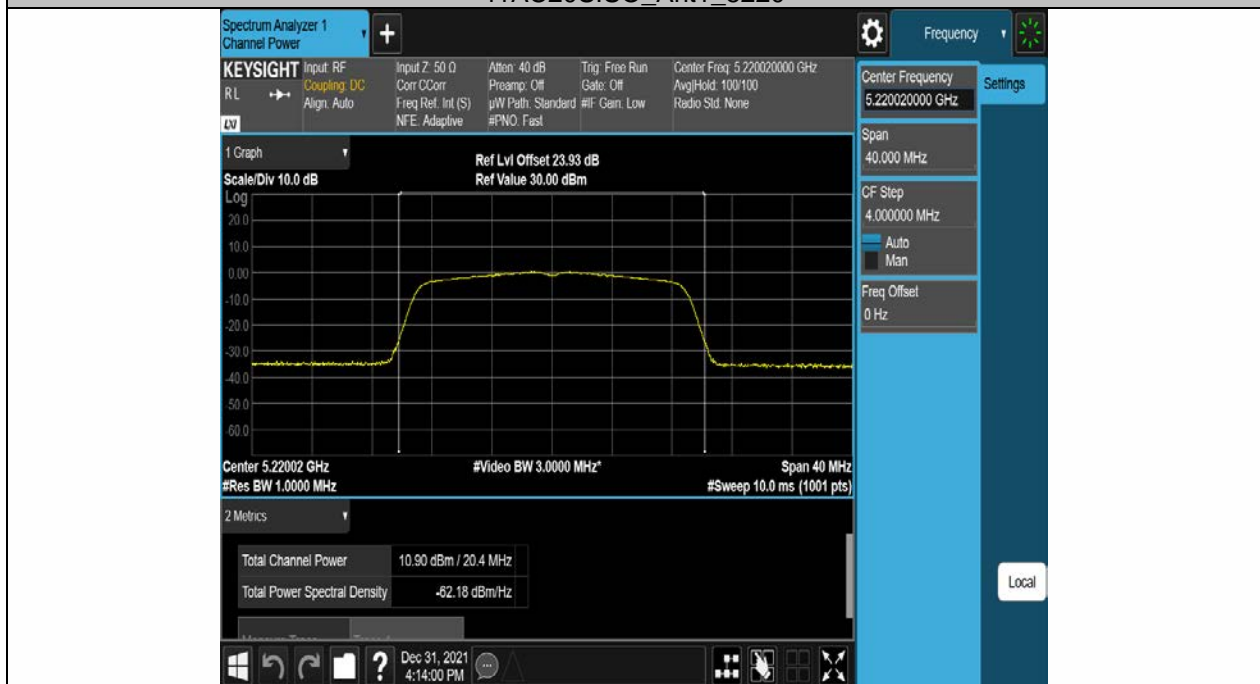 Spectrum Analyzer 1
Channel Power
Frequency
KEYSIGHT
RL
LXI
Input: RF
Coupling: DC
Align: Auto
Input Z: 50 Ω
Corr CCorr
Freq Ref: Int (S)
NFE: Adaptive
Atten: 40 dB
Preamp: Off
µW Path: Standard
#PNO: Fast
Trig: Free Run
Gate: Off
#IF Gain: Low
Center Freq: 5.220020000 GHz
Avg|Hold: 100/100
Radio Std: None
Center Frequency
5.220020000 GHz
Settings
Span
40.000 MHz
CF Step
4.000000 MHz
Auto
Man
Freq Offset
0 Hz
Local
1 Graph
Scale/Div 10.0 dB
Ref Lvl Offset 23.93 dB
Ref Value 30.00 dBm
Log
20.0
10.0
0.00
-10.0
-20.0
-30.0
-40.0
-50.0
-60.0
Center 5.22002 GHz
#Video BW 3.0000 MHz*
Span 40 MHz
#Res BW 1.0000 MHz
#Sweep 10.0 ms (1001 pts)
2 Metrics
Total Channel Power
10.90 dBm / 20.4 MHz
Total Power Spectral Density
-62.18 dBm/Hz
?
Dec 31, 2021
4:14:00 PM